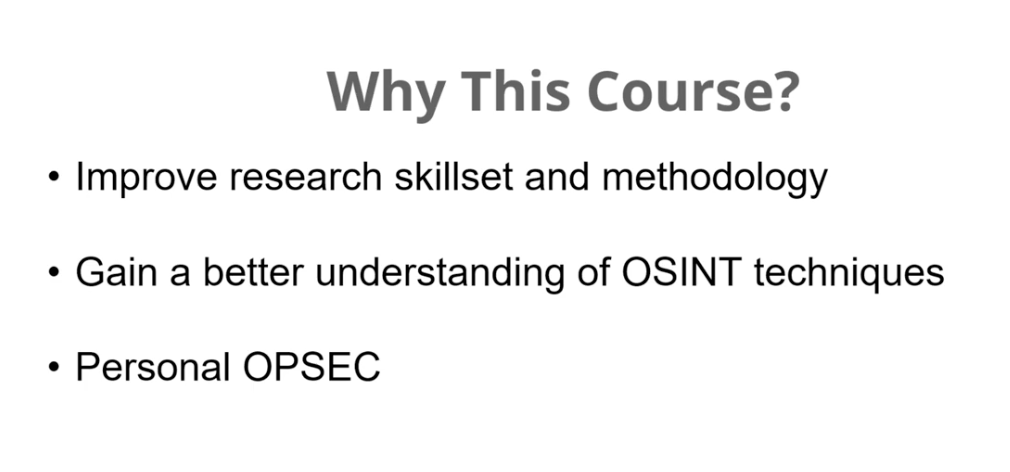 Why This Course?
• Improve research skillset and methodology
• Gain a better understanding of OSINT techniques
• Personal OPSEC